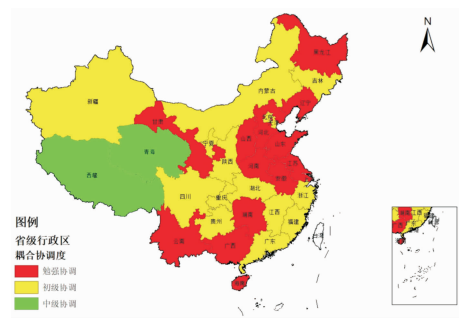 N
黑龙江
吉林
辽宁
内蒙古
新疆
甘肃
宁夏
山西
河北
山东
青海
陕西
河南
江苏
西藏
安徽
四川
重庆
湖北
浙江
湖南
江西
贵州
福建
云南
广西
广东
台湾
海南
图例
省级行政区
耦合协调度
勉强协调
初级协调
中级协调